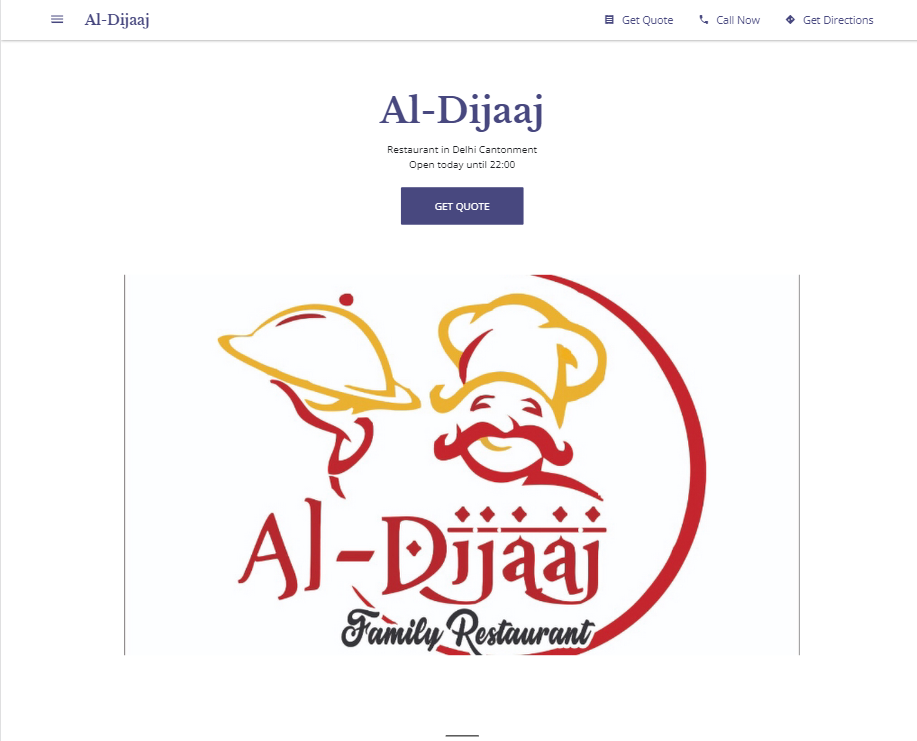 Al-Dijaaj
Get Quote
Call Now
Get Directions
Al-Dijaaj
Restaurant in Delhi Cantonment
Open today until 22:00
GET QUOTE
Al-Dijaaj
Family Restaurant